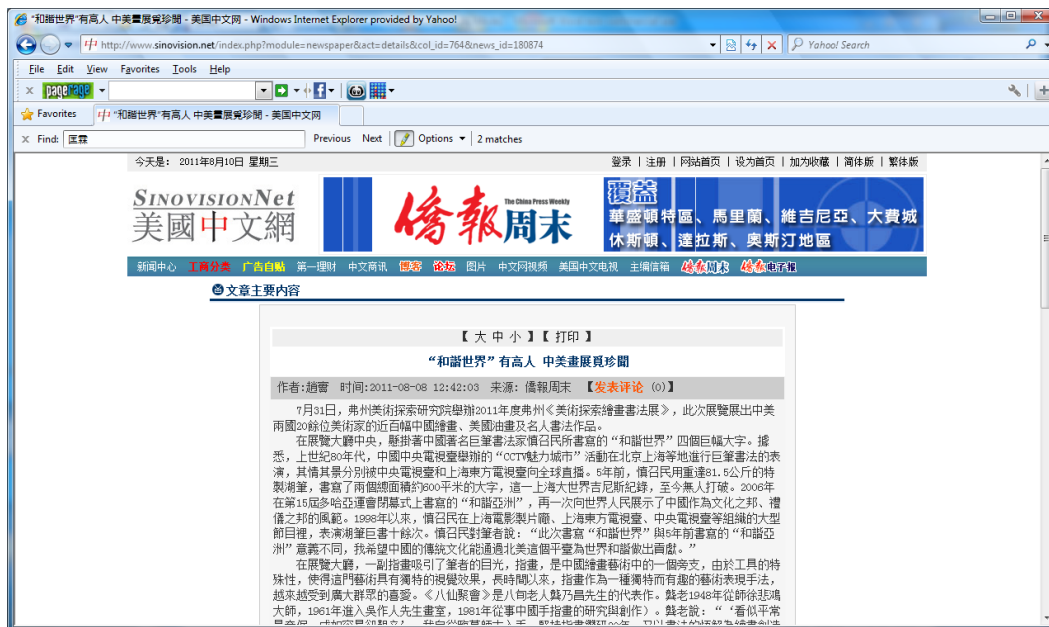 "和諧世界"有高人 中美畫展覓珍聞 - 美国中文网 - Windows Internet Explorer provided by Yahoo!
http://www.sinovision.net/index.php?module=newspaper&act=details&col_id=764&news_id=180874
Yahoo! Search
File Edit View Favorites Tools Help
x pagerage
Favorites "和諧世界"有高人 中美畫展覓珍聞 - 美国中文网
x Find: 匡霖 Previous Next Options 2 matches
今天是: 2011年8月10日 星期三 登录 | 注册 | 网站首页 | 设为首页 | 加为收藏 | 简体版 | 繁体版
SINOVISIONNet
美國中文網
僑報周末
The China Press Weekly
覆蓋
華盛頓特區、馬里蘭、維吉尼亞、大費城
休斯頓、達拉斯、奧斯汀地區
新闻中心 工商分类 广告自贴 第一理财 中文商讯 博客 论坛 图片 中文网视频 美国中文电视 主编信箱 侨报周末 侨报电子报
文章主要内容
【 大 中 小 】【 打印 】
“和諧世界”有高人 中美畫展覓珍聞
作者:趙蕾 时间:2011-08-08 12:42:03 来源: 僑報周末 【发表评论 (0)】
7月31日，弗州美術探索研究院舉辦2011年度弗州《美術探索繪畫書法展》，此次展覽展出中美
兩國20餘位美術家的近百幅中國繪畫、美國油畫及名人書法作品。
在展覽大廳中央，懸掛著中國著名巨筆書法家慎召民所書寫的“和諧世界”四個巨幅大字。據
悉，上世紀80年代，中國中央電視臺舉辦的“CCTV魅力城市”活動在北京上海等地進行巨筆書法的表
演，其情其景分別被中央電視臺和上海東方電視臺向全球直播。5年前，慎召民用重達81.5公斤的特
製湖筆，書寫了兩個總面積約600平米的大字，這一上海大世界吉尼斯紀錄，至今無人打破。2006年
在第15屆多哈亞運會閉幕式上書寫的“和諧亞洲”，再一次向世界人民展示了中國作為文化之邦、禮
儀之邦的風範。1998年以來，慎召民在上海電影製片廠、上海東方電視臺、中央電視臺等組織的大型
節目裡，表演湖筆巨書十餘次。慎召民對筆者說：“此次書寫“和諧世界”與5年前書寫的“和諧亞
洲”意義不同，我希望中國的傳統文化能通過北美這個平臺為世界和諧做出貢獻。”
在展覽大廳，一副指畫吸引了筆者的目光，指畫，是中國繪畫藝術中的一個旁支，由於工具的特
殊性，使得這門藝術具有獨特的視覺效果，長時間以來，指畫作為一種獨特而有趣的藝術表現手法，
越來越受到廣大群眾的喜愛。《八仙聚會》是八旬老人龔乃昌先生的代表作。龔老1948年從師徐悲鴻
大師，1961年進入吳作人先生畫室，1981年從事中國手指畫的研究與創作）。龔老說：“‘看似平常